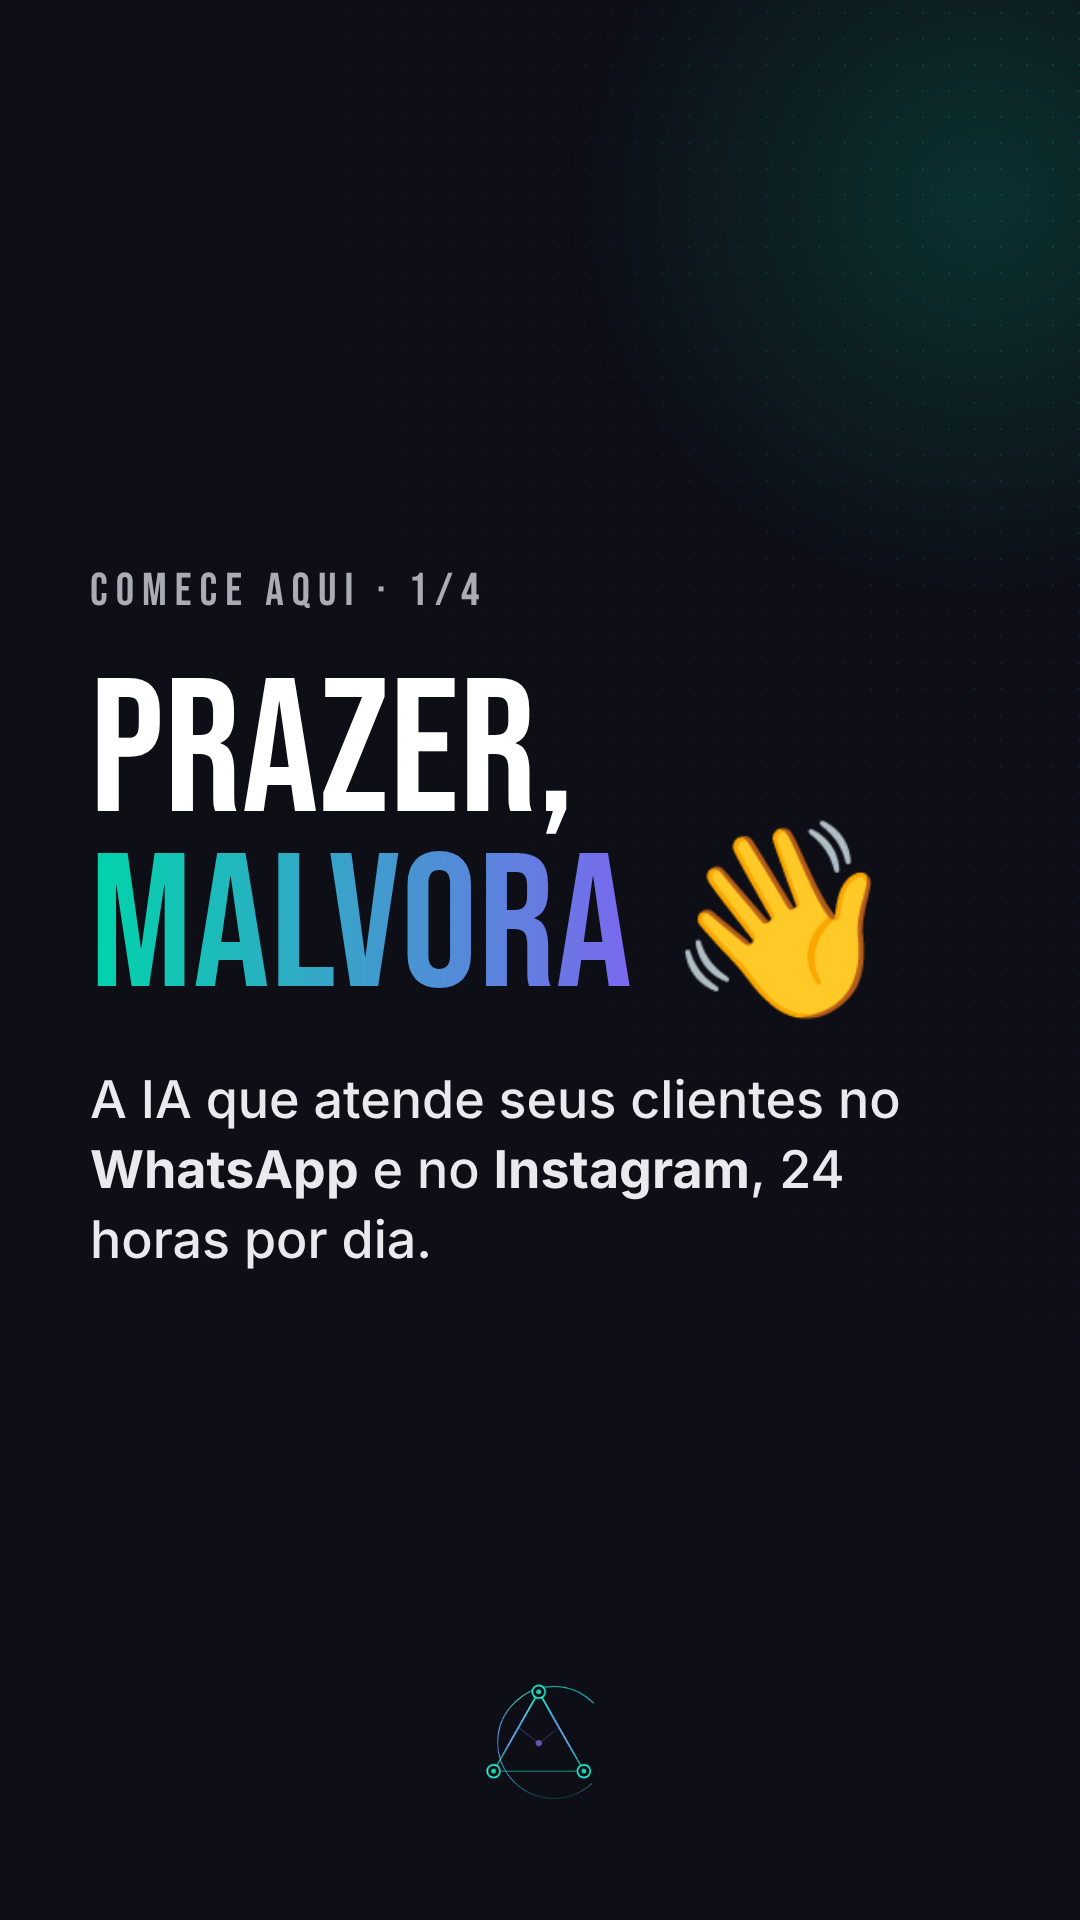 COMECE AQUI · 1/4
PRAZER,
MALVORA 👋
A IA que atende seus clientes no
WhatsApp e no Instagram, 24
horas por dia.